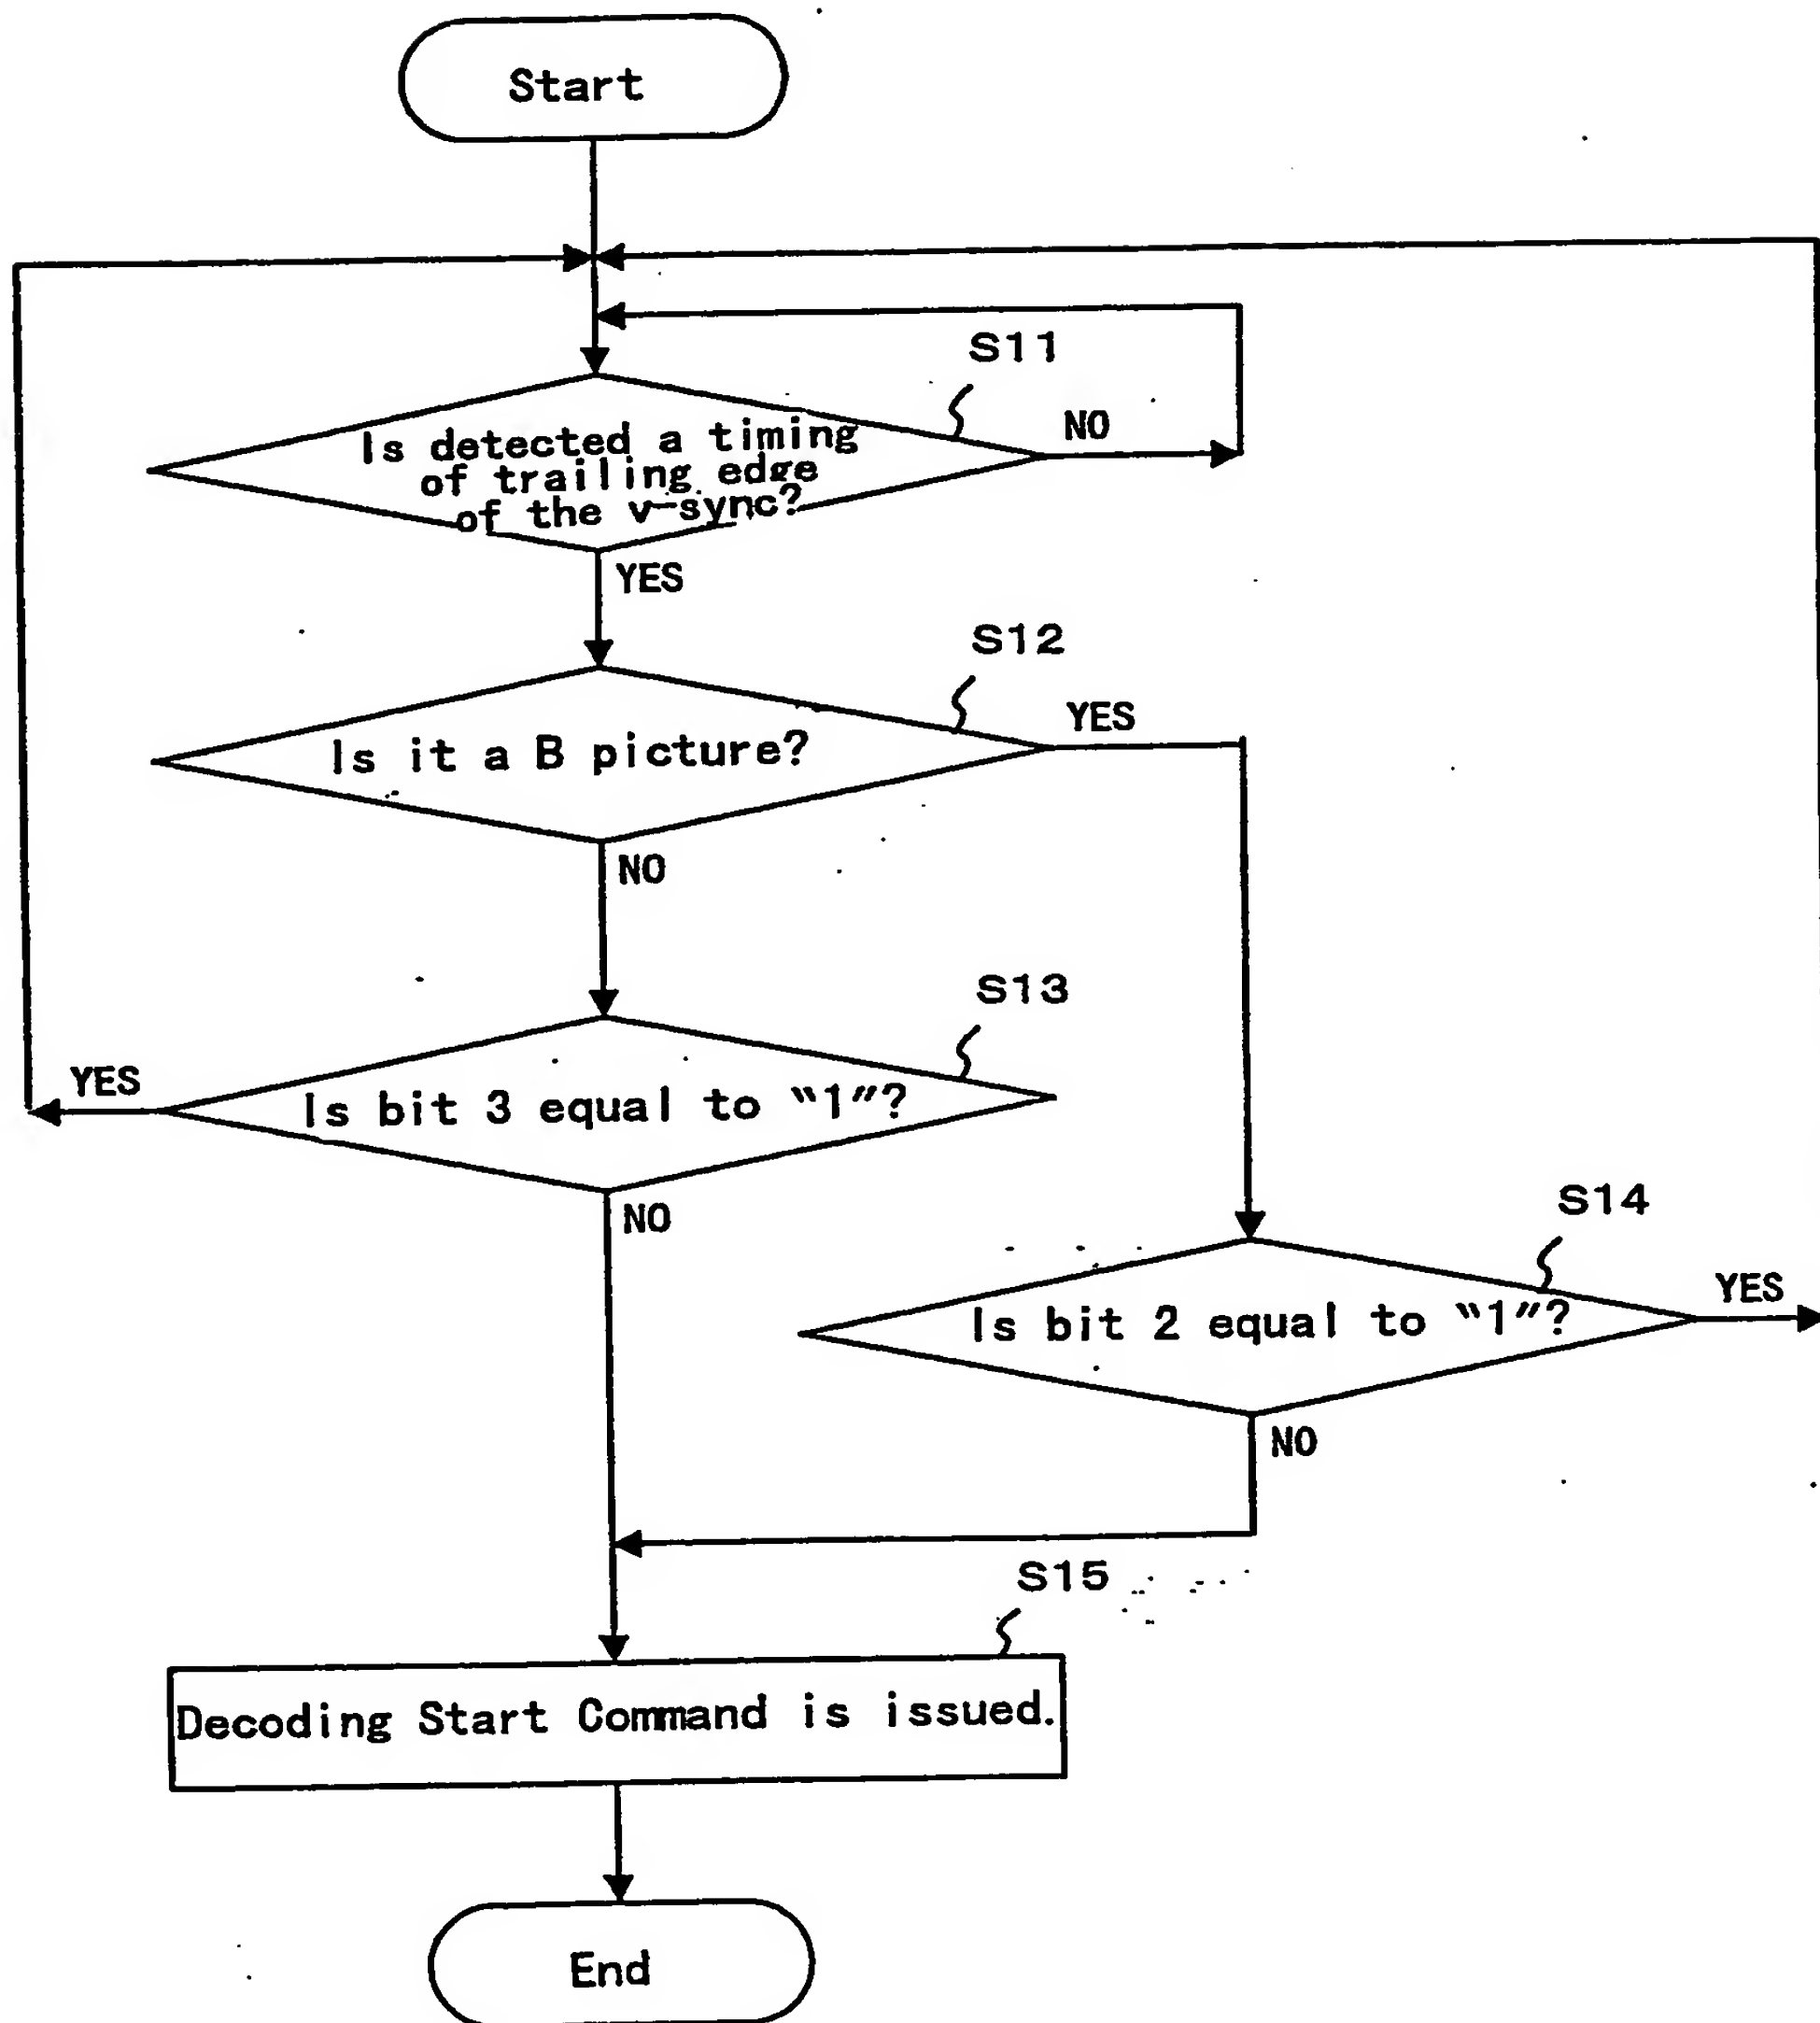 Start
S11
Is detected a timing
of trailing edge
of the v-sync?
NO
YES
S12
Is it a B picture?
YES
NO
S13
Is bit 3 equal to “1”?
YES
NO
S14
Is bit 2 equal to “1”?
YES
NO
S15
Decoding Start Command is issued.
End